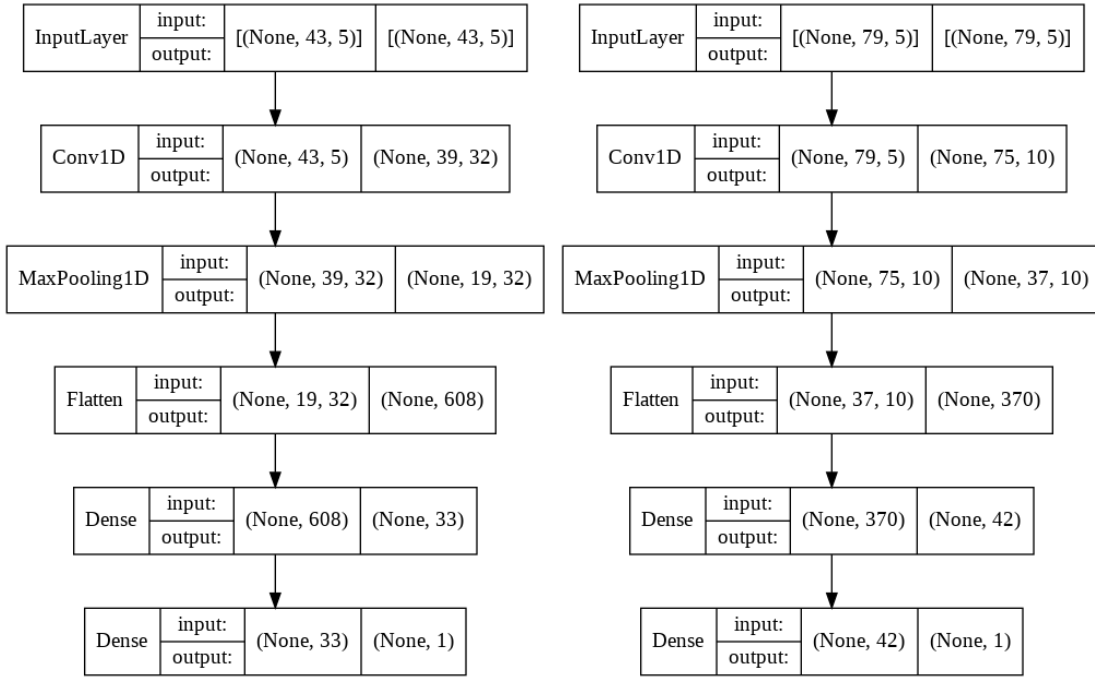 InputLayer input: output: [(None, 43, 5)] [(None, 43, 5)]
Conv1D input: output: (None, 43, 5) (None, 39, 32)
MaxPooling1D input: output: (None, 39, 32) (None, 19, 32)
Flatten input: output: (None, 19, 32) (None, 608)
Dense input: output: (None, 608) (None, 33)
Dense input: output: (None, 33) (None, 1)
InputLayer input: output: [(None, 79, 5)] [(None, 79, 5)]
Conv1D input: output: (None, 79, 5) (None, 75, 10)
MaxPooling1D input: output: (None, 75, 10) (None, 37, 10)
Flatten input: output: (None, 37, 10) (None, 370)
Dense input: output: (None, 370) (None, 42)
Dense input: output: (None, 42) (None, 1)